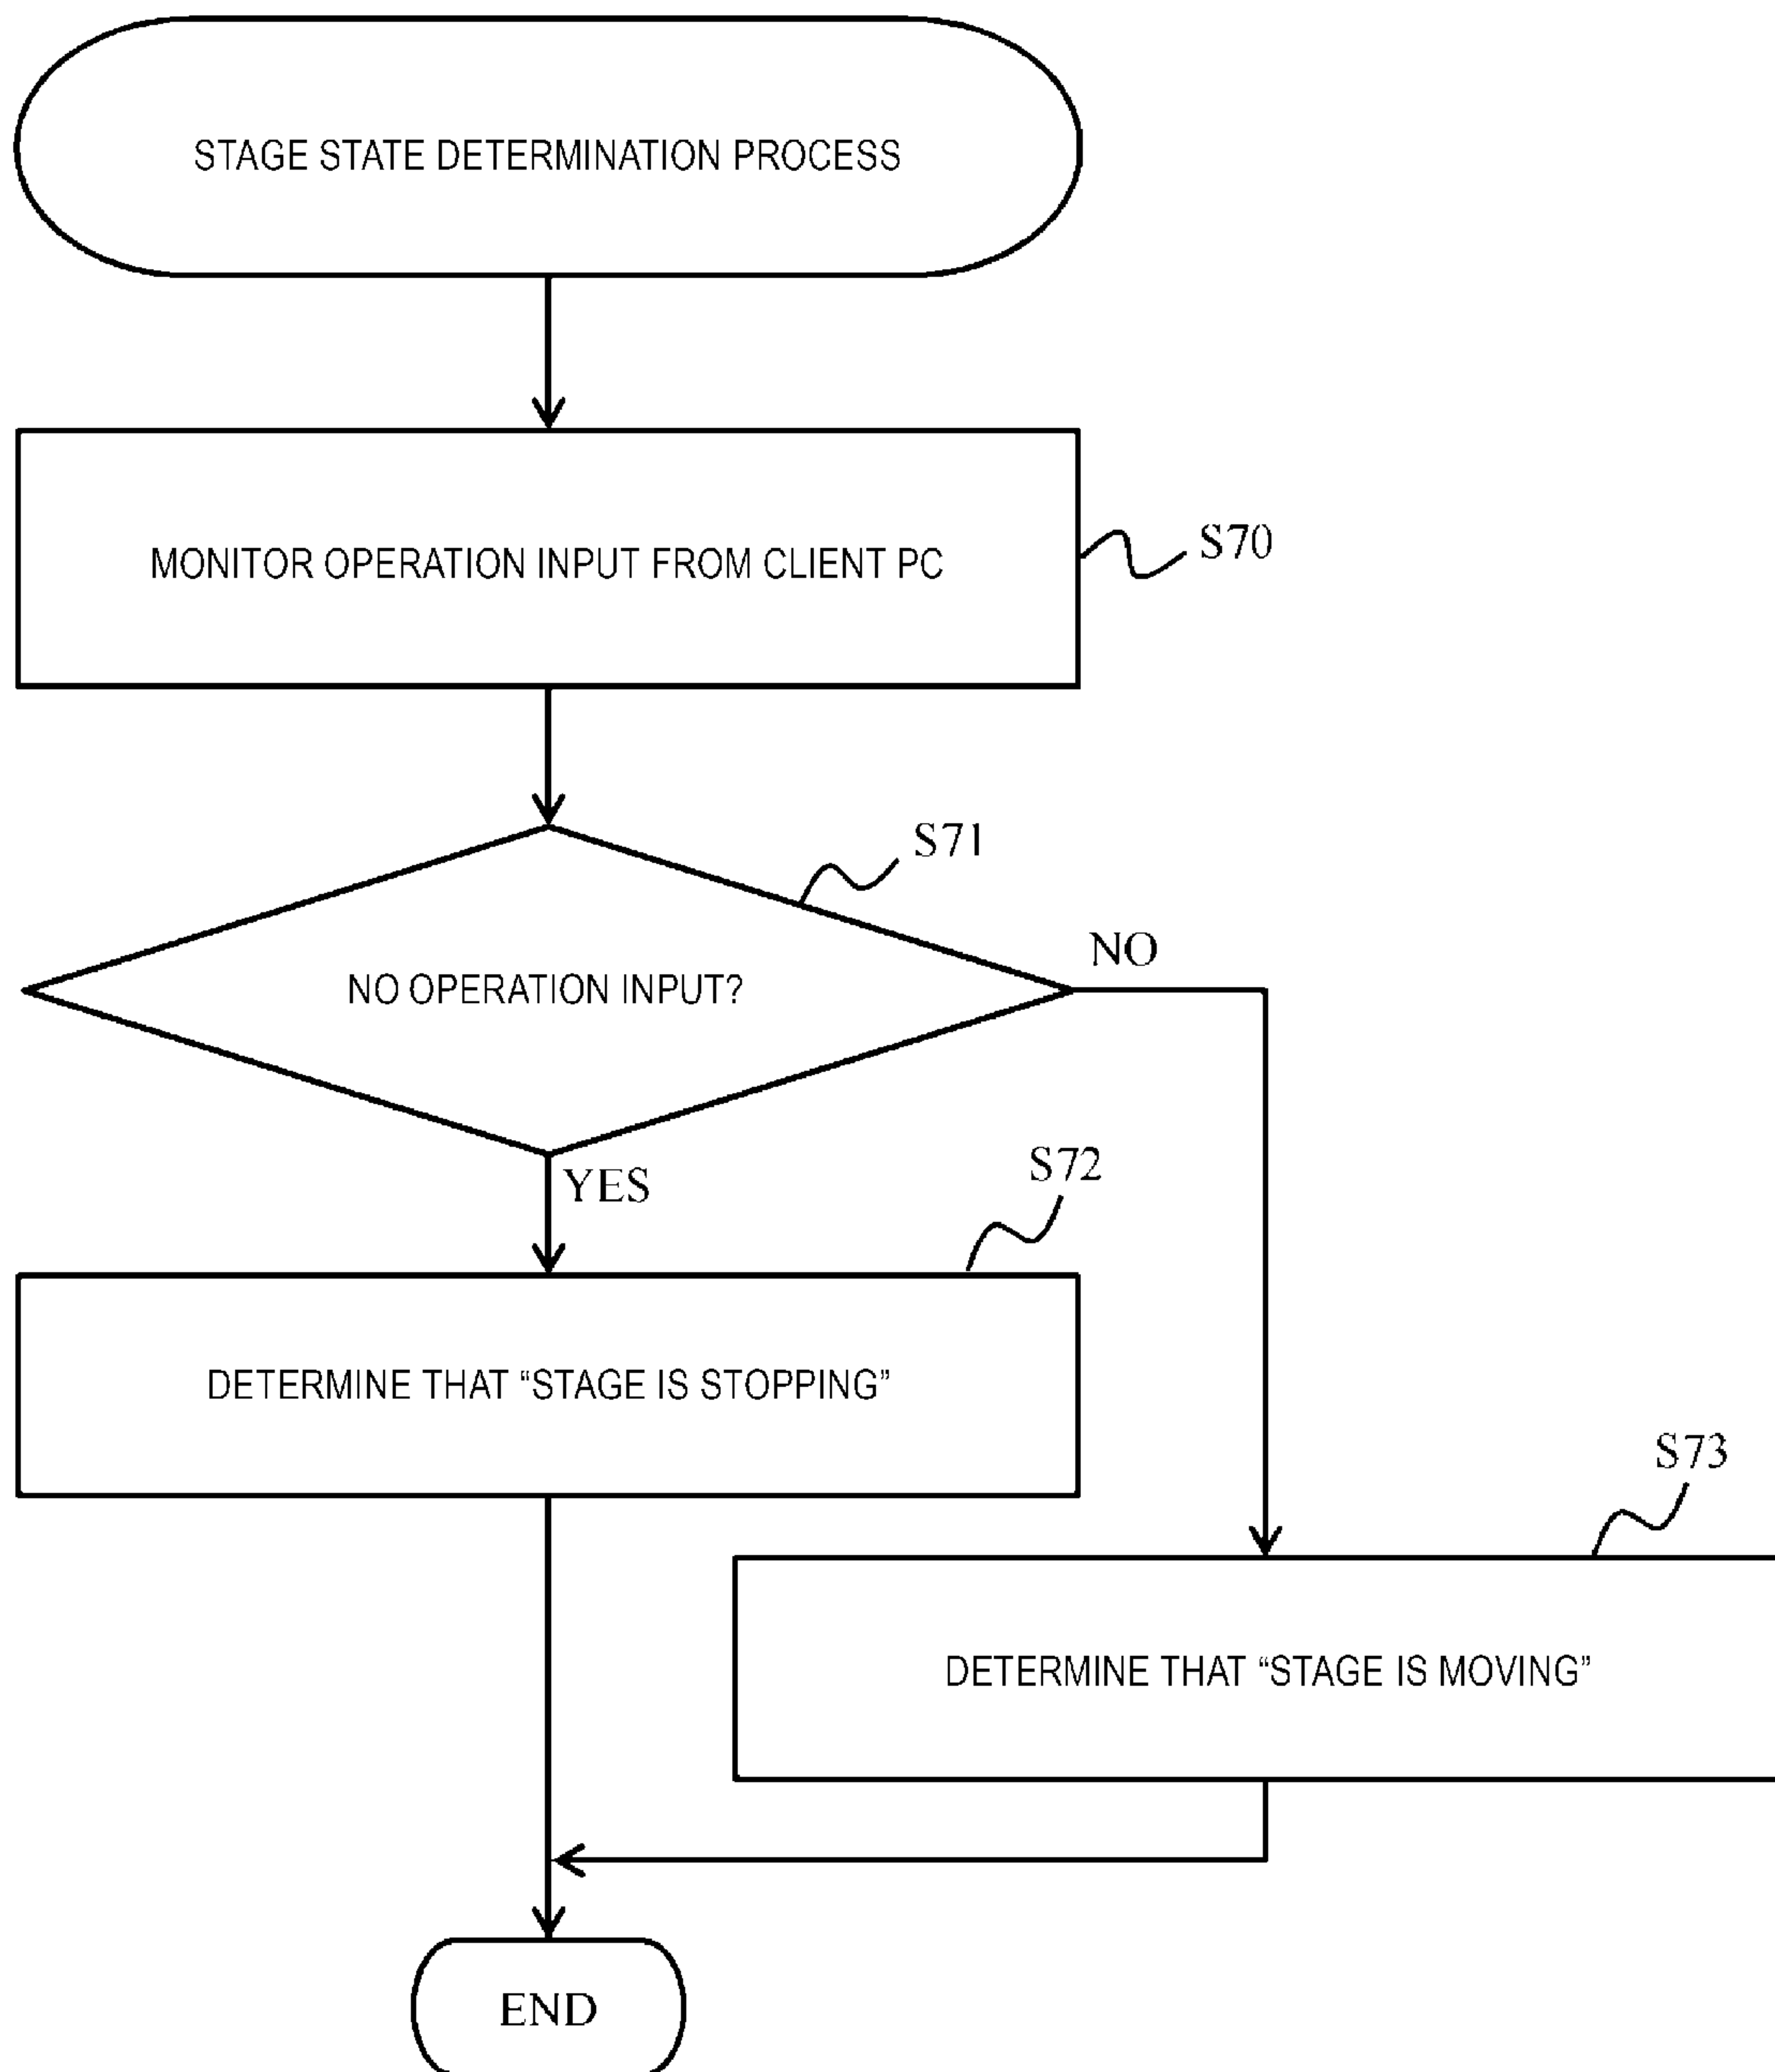 STAGE STATE DETERMINATION PROCESS
MONITOR OPERATION INPUT FROM CLIENT PC
S70
S71
NO OPERATION INPUT?
NO
YES
S72
DETERMINE THAT “STAGE IS STOPPING”
S73
DETERMINE THAT “STAGE IS MOVING”
END